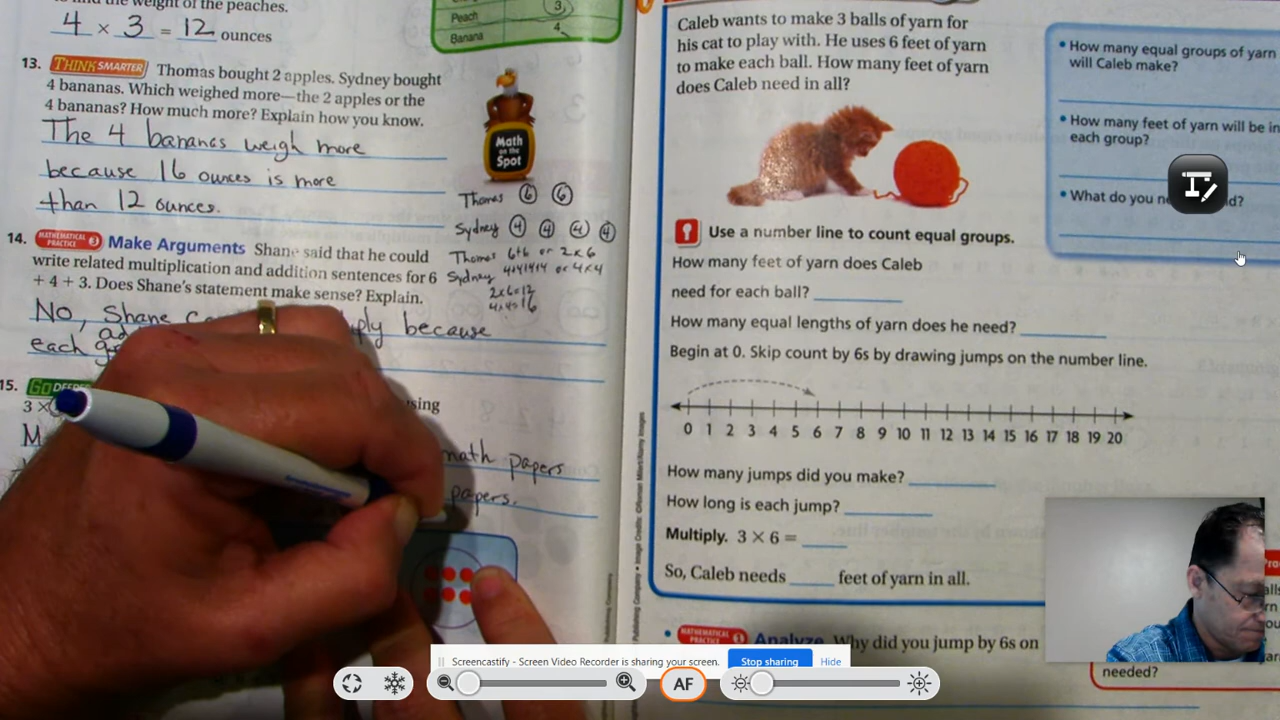 the weight of the peaches.
4 × 3 = 12 ounces
Peach 3
Banana 4
13. THINK SMARTER Thomas bought 2 apples. Sydney bought
4 bananas. Which weighed more—the 2 apples or the
4 bananas? How much more? Explain how you know.
The 4 bananas weigh more
because 16 ounces is more
than 12 ounces.
Math
on the
Spot
Thomas 6 6
Sydney 4 4 4 4
Thomas 6+6 or 2×6
Sydney 4+4+4+4 or 4×4
2×6=12
4×4=16
14. MATHEMATICAL PRACTICE 3 Make Arguments Shane said that he could
write related multiplication and addition sentences for 6
+ 4 + 3. Does Shane's statement make sense? Explain.
No, Shane because
each
15. GO DEEPER
3 ×
math papers
papers.
Caleb wants to make 3 balls of yarn for
his cat to play with. He uses 6 feet of yarn
to make each ball. How many feet of yarn
does Caleb need in all?
• How many equal groups of yarn
will Caleb make?
• How many feet of yarn will be in
each group?
• What do you
Use a number line to count equal groups.
How many feet of yarn does Caleb
need for each ball?
How many equal lengths of yarn does he need?
Begin at 0. Skip count by 6s by drawing jumps on the number line.
0 1 2 3 4 5 6 7 8 9 10 11 12 13 14 15 16 17 18 19 20
How many jumps did you make?
How long is each jump?
Multiply. 3 × 6 =
So, Caleb needs feet of yarn in all.
• MATHEMATICAL PRACTICE Analyze Why did you jump by 6s on
needed?
Screencastify - Screen Video Recorder is sharing your screen. Stop sharing Hide
AF